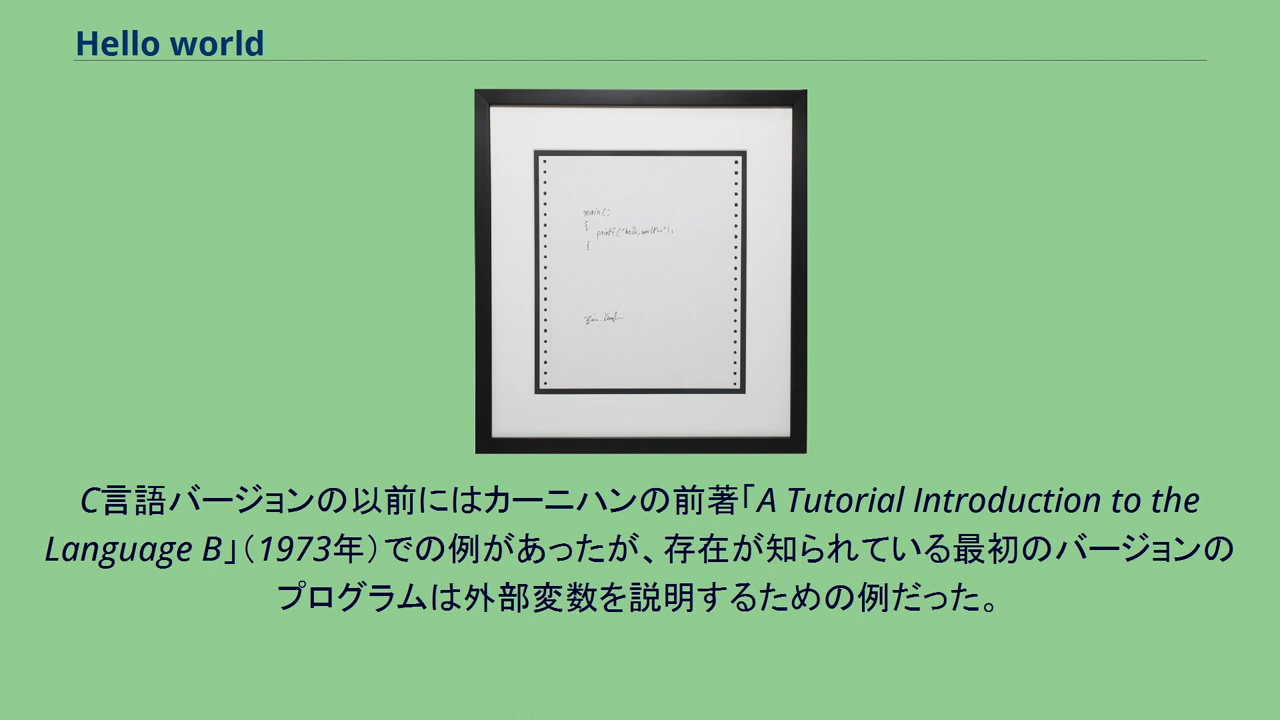 Hello world
main()
{
printf("hello, world\n");
C言語バージョンの以前にはカーニハンの前著「A Tutorial Introduction to the
Language B」（1973年）での例があったが、存在が知られている最初のバージョンの
プログラムは外部変数を説明するための例だった。